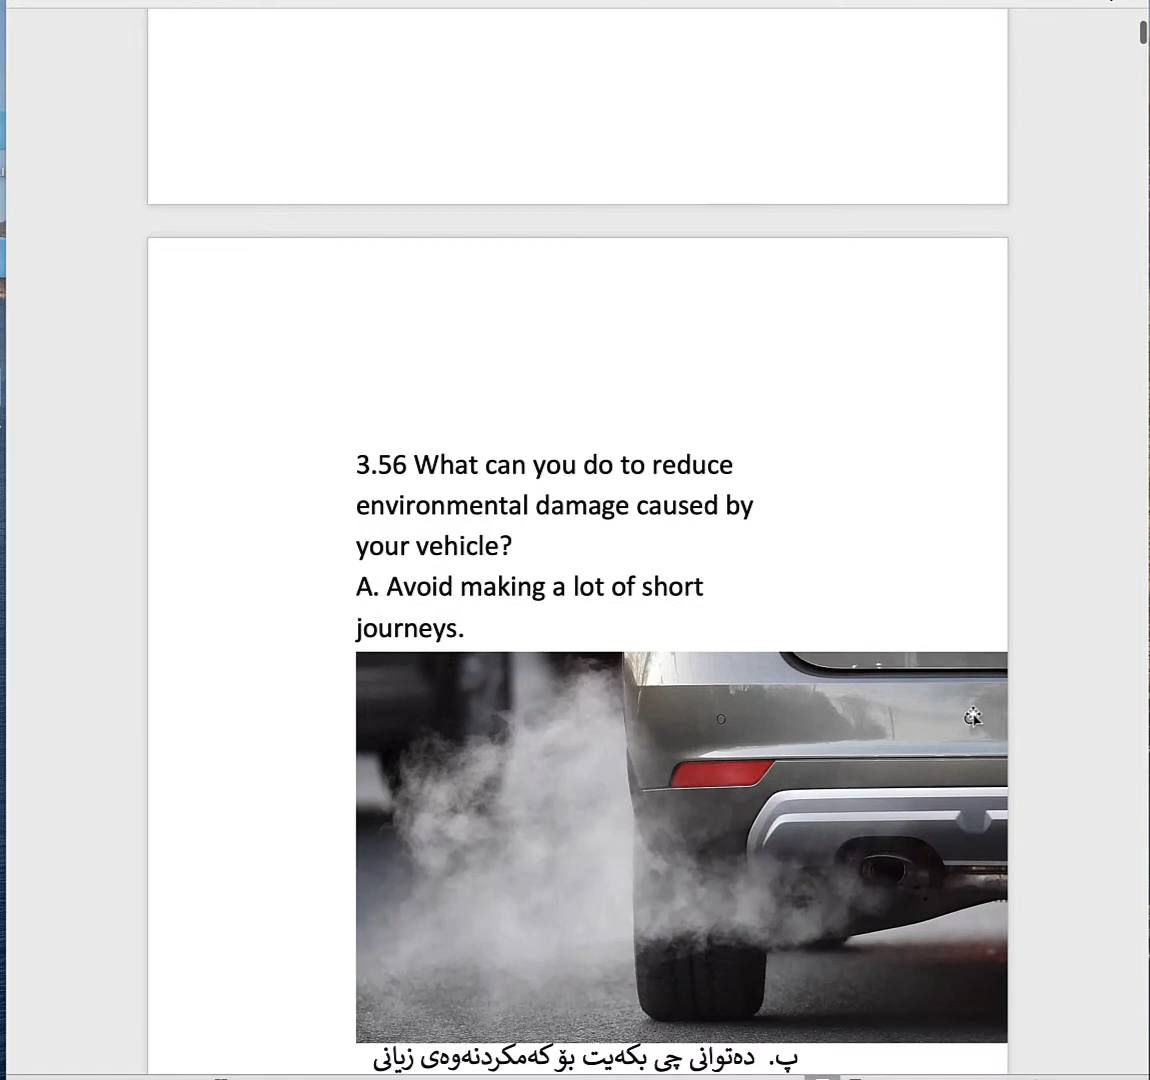 3.56 What can you do to reduce
environmental damage caused by
your vehicle?
A. Avoid making a lot of short
journeys.
پ. دەتوانی چی بکەیت بۆ کەمکردنەوەی زیانی